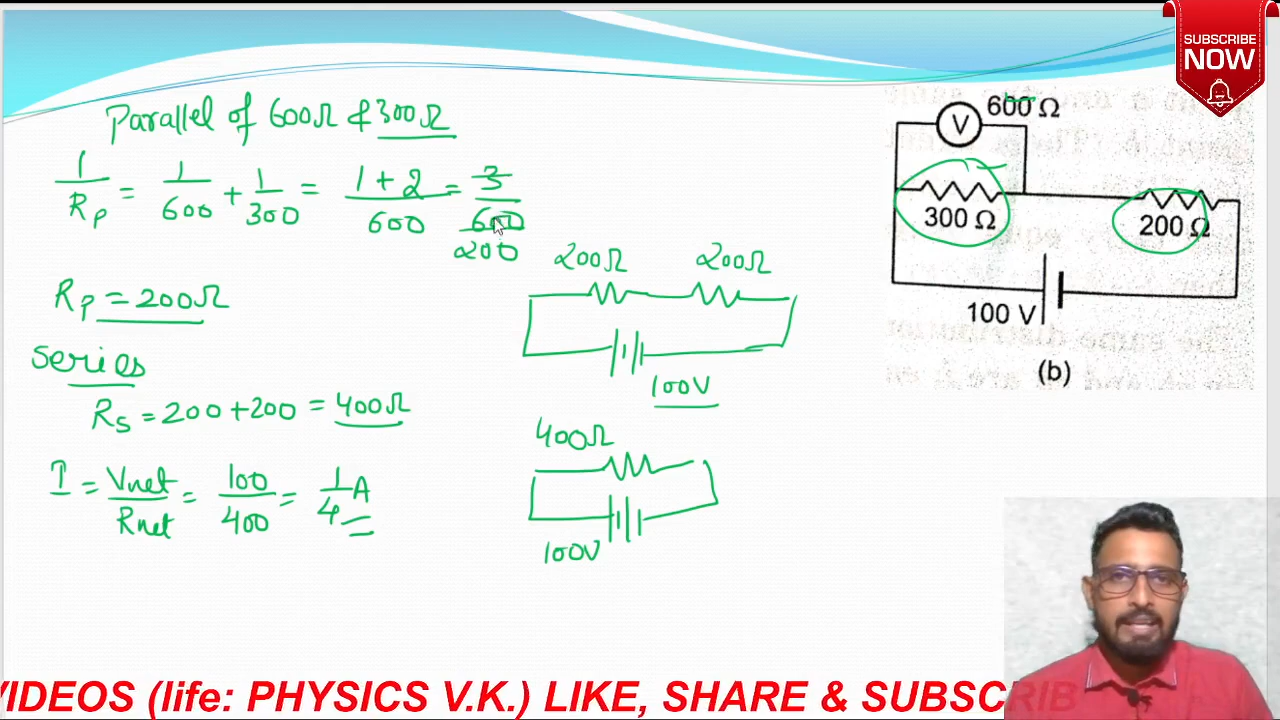 SUBSCRIBE
NOW
Parallel of 600Ω & 300Ω
1/Rp = 1/600 + 1/300 = 1+2/600 = 3/600
200
Rp = 200Ω
Series
Rs = 200+200 = 400Ω
I = Vnet/Rnet = 100/400 = 1/4 A
200Ω 200Ω
100V
400Ω
100V
V 600 Ω
300 Ω
200 Ω
100 V
(b)
VIDEOS (life: PHYSICS V.K.) LIKE, SHARE & SUBSCRIB